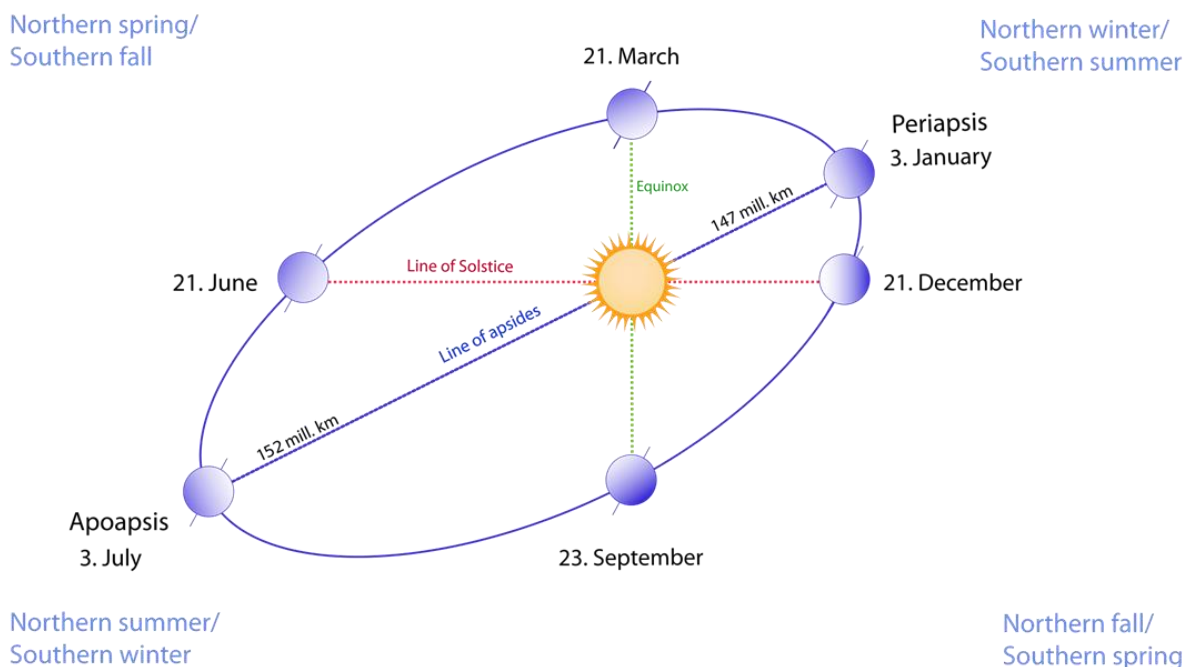 Northern spring/
Southern fall
Northern winter/
Southern summer
21. March
Periapsis
3. January
Equinox
147 mill. km
Line of Solstice
21. June
21. December
Line of apsides
152 mill. km
Apoapsis
3. July
23. September
Northern summer/
Southern winter
Northern fall/
Southern spring